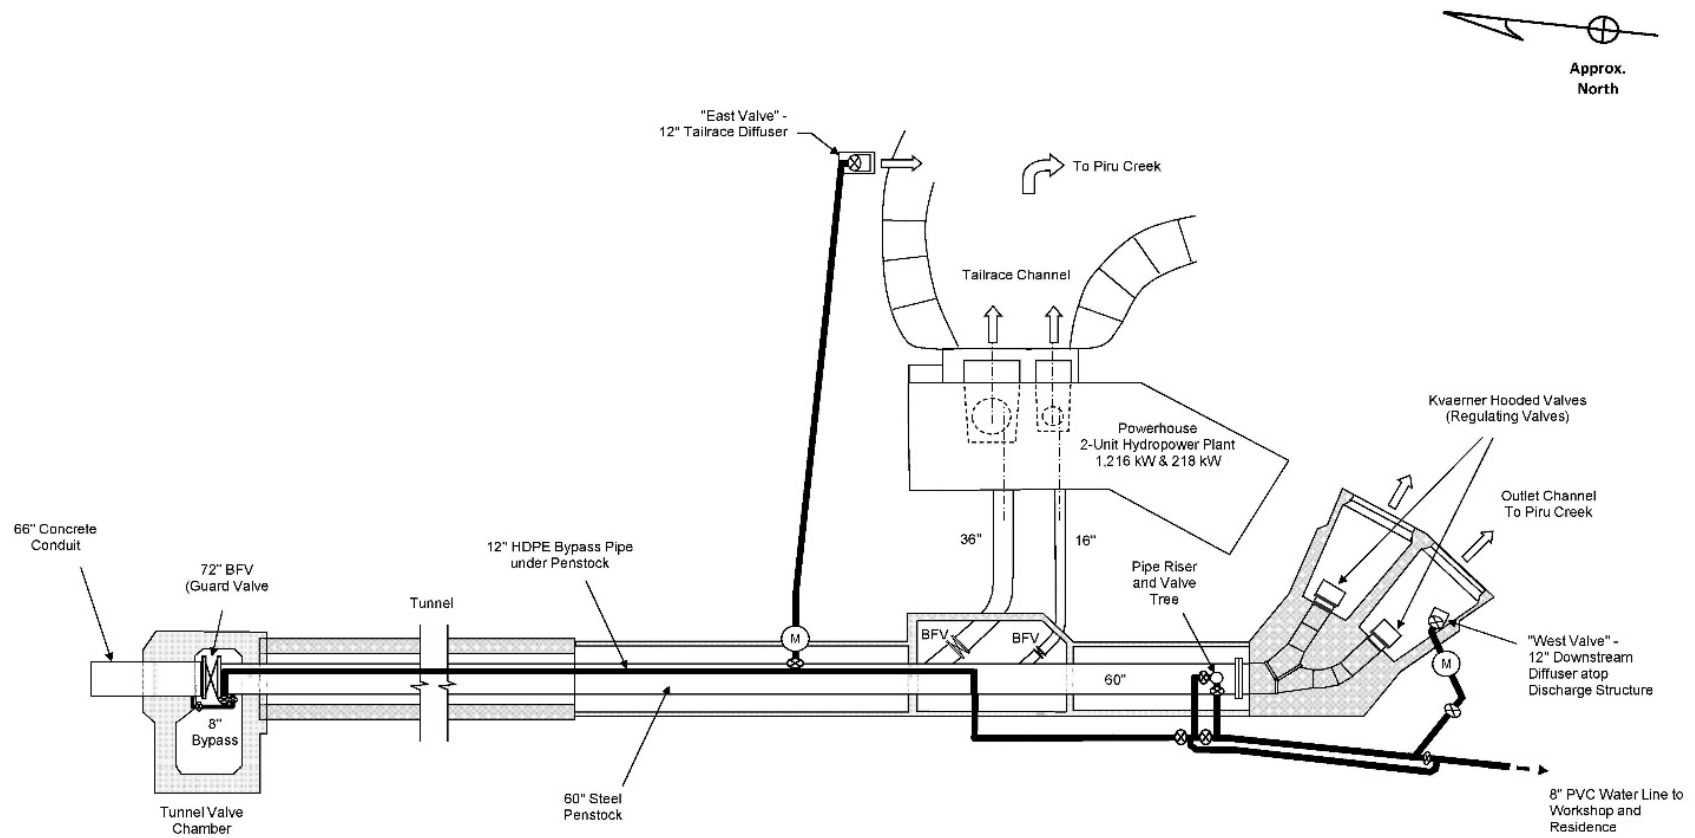 Approx.
North
"East Valve" -
12" Tailrace Diffuser
To Piru Creek
Tailrace Channel
Kvaerner Hooded Valves
(Regulating Valves)
Powerhouse
2-Unit Hydropower Plant
1,216 kW & 218 kW
Outlet Channel
To Piru Creek
66" Concrete
Conduit
72" BFV
(Guard Valve
12" HDPE Bypass Pipe
under Penstock
36"
16"
Pipe Riser
and Valve
Tree
Tunnel
M
BFV
BFV
"West Valve" -
12" Downstream
Diffuser atop
Discharge Structure
M
60"
8"
Bypass
60" Steel
Penstock
Tunnel Valve
Chamber
8" PVC Water Line to
Workshop and
Residence